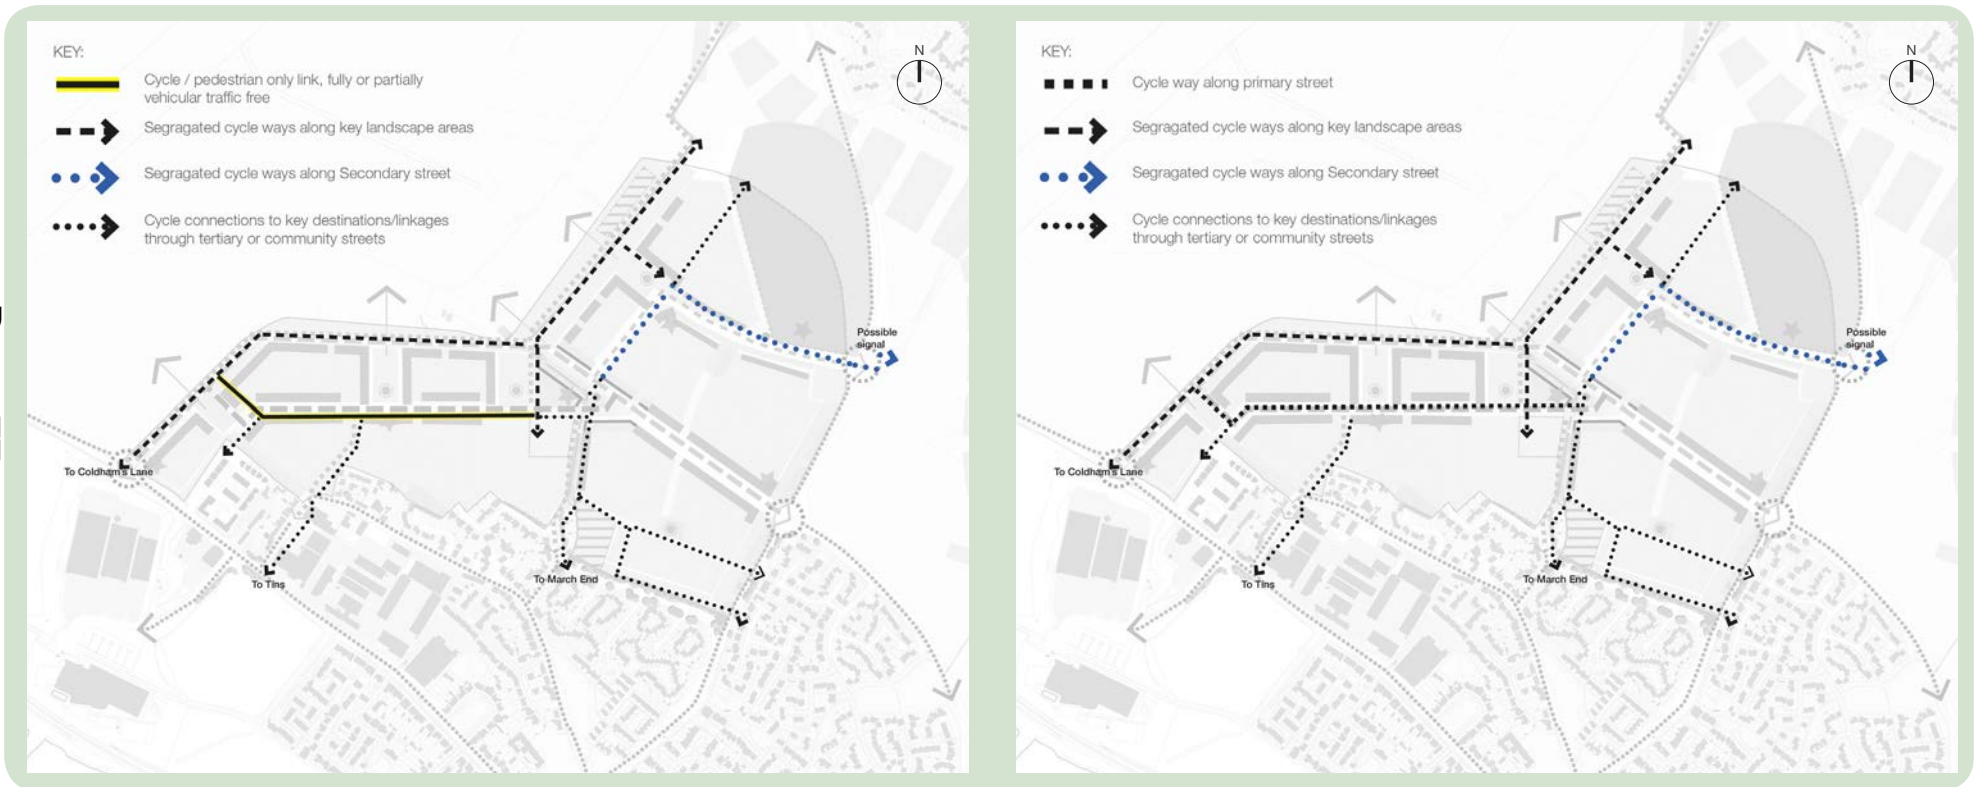 KEY:
Cycle / pedestrian only link, fully or partially
vehicular traffic free
Segragated cycle ways along key landscape areas
Segragated cycle ways along Secondary street
Cycle connections to key destinations/linkages
through tertiary or community streets
N
Possible
signal
To Coldham's Lane
To Tins
To March End
KEY:
Cycle way along primary street
Segragated cycle ways along key landscape areas
Segragated cycle ways along Secondary street
Cycle connections to key destinations/linkages
through tertiary or community streets
N
Possible
signal
To Coldham's Lane
To Tins
To March End